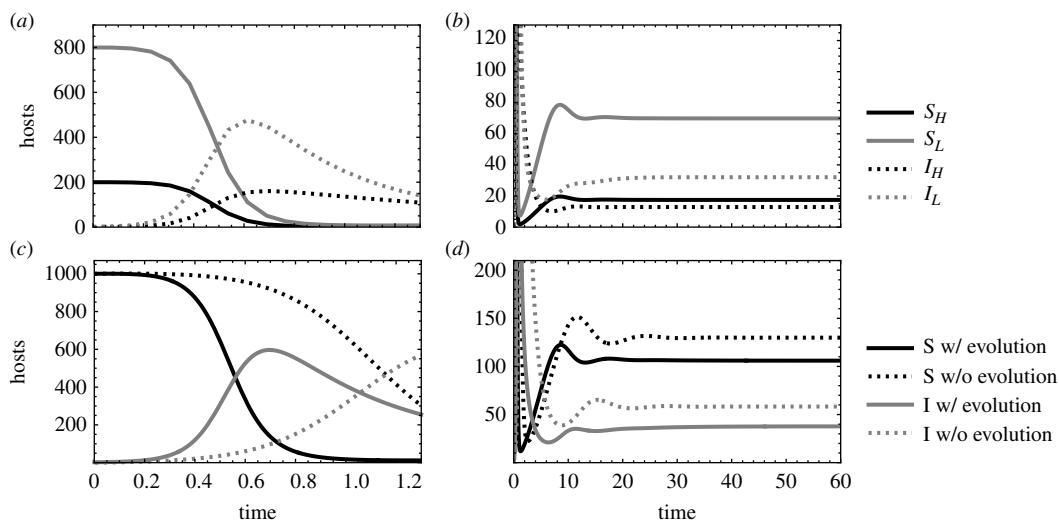 (a)
(b)
800
600
400
200
0
hosts
120
100
80
60
40
20
0
S_H
S_L
I_H
I_L
(c)
(d)
1000
800
600
400
200
hosts
0
0.2
0.4
0.6
0.8
1.0
1.2
time
200
150
100
50
0
10
20
30
40
50
60
time
S w/ evolution
S w/o evolution
I w/ evolution
I w/o evolution